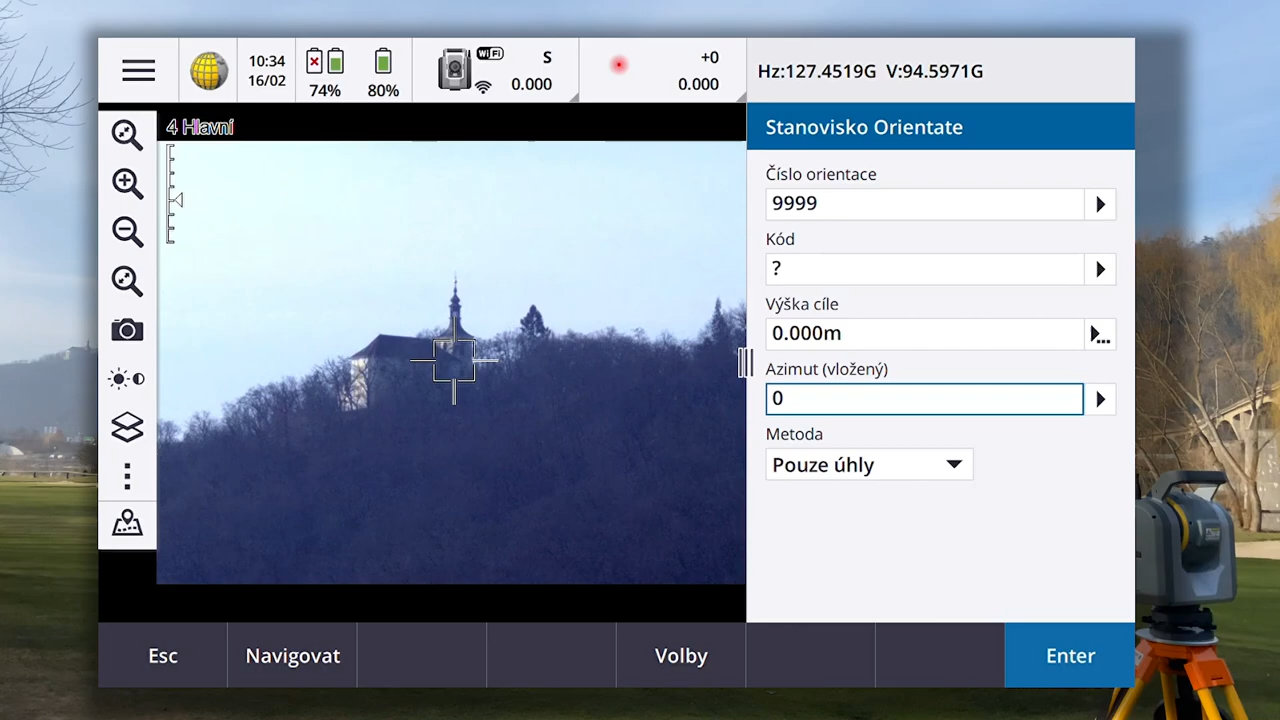 10:34
16/02
74%
80%
WiFi
S
0.000
+0
0.000
Hz:127.4519G V:94.5971G
4 Hlavní
Stanovisko Orientate
Číslo orientace
9999
Kód
?
Výška cíle
0.000m
Azimut (vložený)
0
Metoda
Pouze úhly
Esc
Navigovat
Volby
Enter